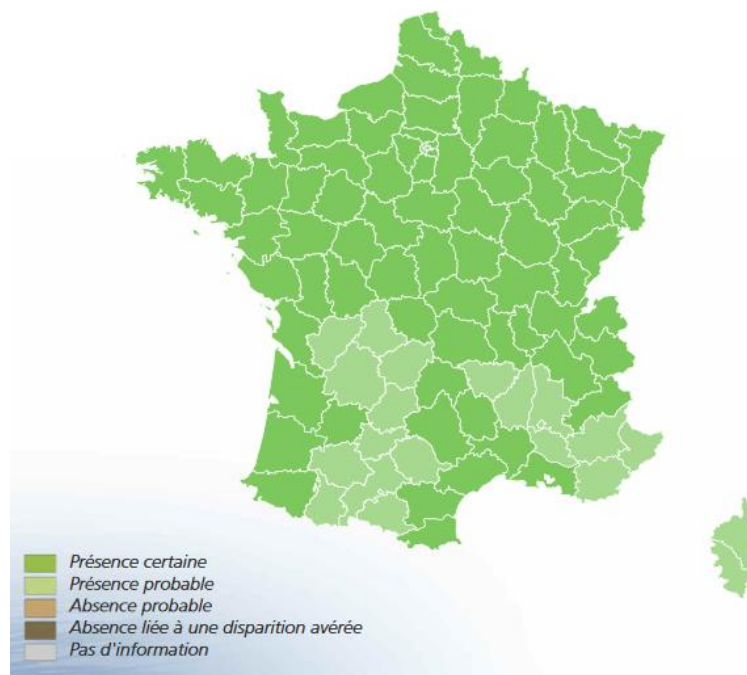 Présence certaine
Présence probable
Absence probable
Absence liée à une disparition avérée
Pas d'information